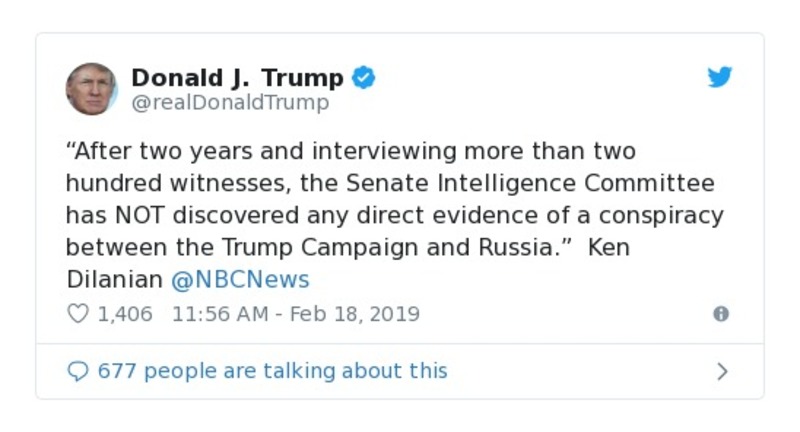 Donald J. Trump
@realDonaldTrump
“After two years and interviewing more than two
hundred witnesses, the Senate Intelligence Committee
has NOT discovered any direct evidence of a conspiracy
between the Trump Campaign and Russia.”  Ken
Dilanian @NBCNews
1,406 11:56 AM - Feb 18, 2019
677 people are talking about this